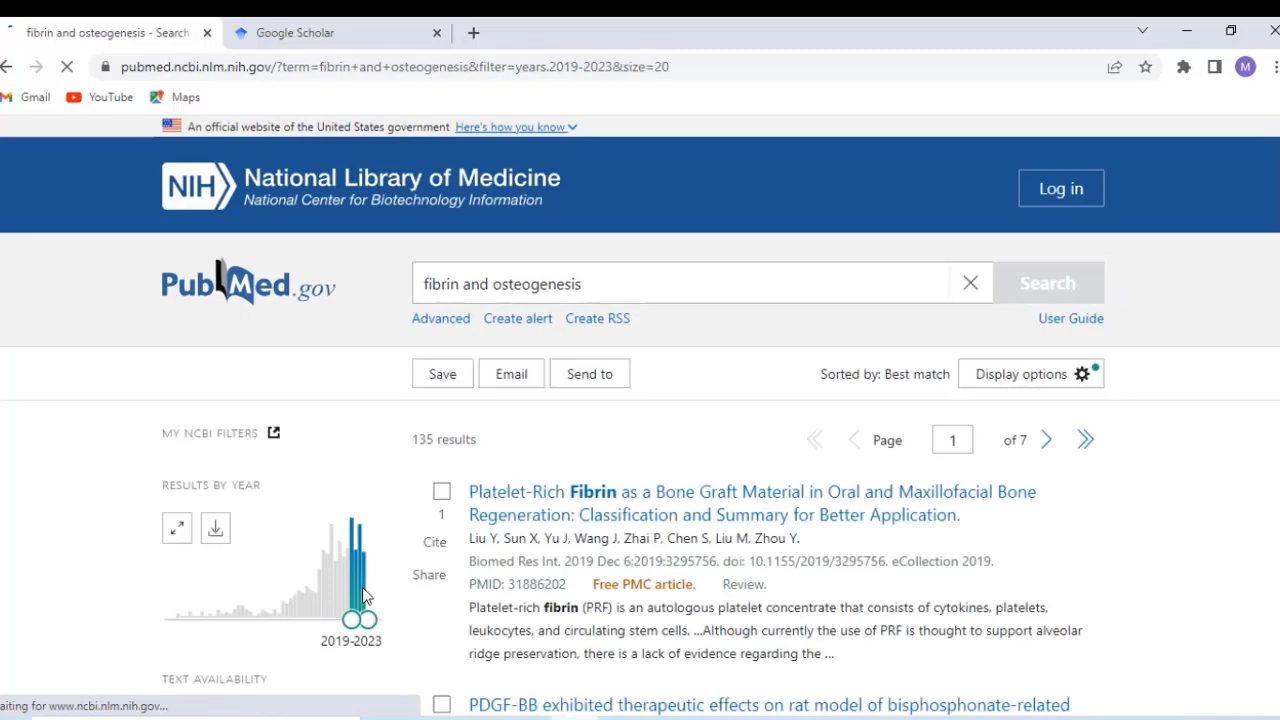 fibrin and osteogenesis - Search
Google Scholar
pubmed.ncbi.nlm.nih.gov/?term=fibrin+and+osteogenesis&filter=years.2019-2023&size=20
M
Gmail
YouTube
Maps
An official website of the United States government Here's how you know
NIH
National Library of Medicine
National Center for Biotechnology Information
Log in
PubMed.gov
fibrin and osteogenesis
Search
Advanced Create alert Create RSS
User Guide
Save
Email
Send to
Sorted by: Best match
Display options
MY NCBI FILTERS
135 results
Page 1 of 7
RESULTS BY YEAR
2019-2023
TEXT AVAILABILITY
1
Cite
Share
Platelet-Rich Fibrin as a Bone Graft Material in Oral and Maxillofacial Bone
Regeneration: Classification and Summary for Better Application.
Liu Y, Sun X, Yu J, Wang J, Zhai P, Chen S, Liu M, Zhou Y.
Biomed Res Int. 2019 Dec 6;2019:3295756. doi: 10.1155/2019/3295756. eCollection 2019.
PMID: 31886202 Free PMC article. Review.
Platelet-rich fibrin (PRF) is an autologous platelet concentrate that consists of cytokines, platelets,
leukocytes, and circulating stem cells. ...Although currently the use of PRF is thought to support alveolar
ridge preservation, there is a lack of evidence regarding the ...
PDGF-BB exhibited therapeutic effects on rat model of bisphosphonate-related
aiting for www.ncbi.nlm.nih.gov...